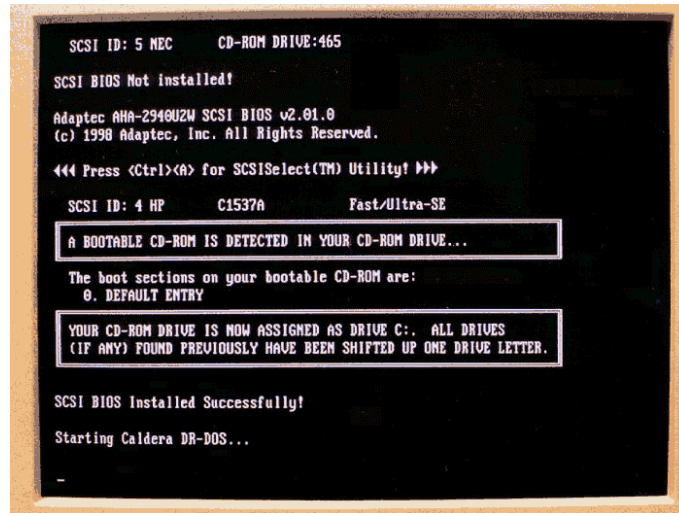 SCSI ID: 5 NEC CD-ROM DRIVE:465
SCSI BIOS Not installed!
Adaptec AHA-2940U2W SCSI BIOS v2.01.0
(c) 1998 Adaptec, Inc. All Rights Reserved.
◄◄◄ Press <Ctrl><A> for SCSISelect(TM) Utility! ►►►
SCSI ID: 4 HP C1537A Fast/Ultra-SE
A BOOTABLE CD-ROM IS DETECTED IN YOUR CD-ROM DRIVE...
The boot sections on your bootable CD-ROM are:
0. DEFAULT ENTRY
YOUR CD-ROM DRIVE IS NOW ASSIGNED AS DRIVE C:. ALL DRIVES
(IF ANY) FOUND PREVIOUSLY HAVE BEEN SHIFTED UP ONE DRIVE LETTER.
SCSI BIOS Installed Successfully!
Starting Caldera DR-DOS...
_